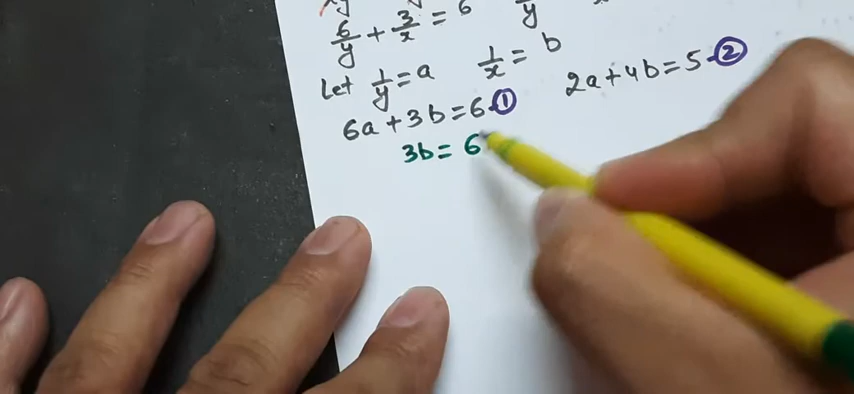 6/y + 3/x = 6
Let 1/y = a 1/x = b
6a + 3b = 6 ① 2a + 4b = 5 - ②
3b = 6